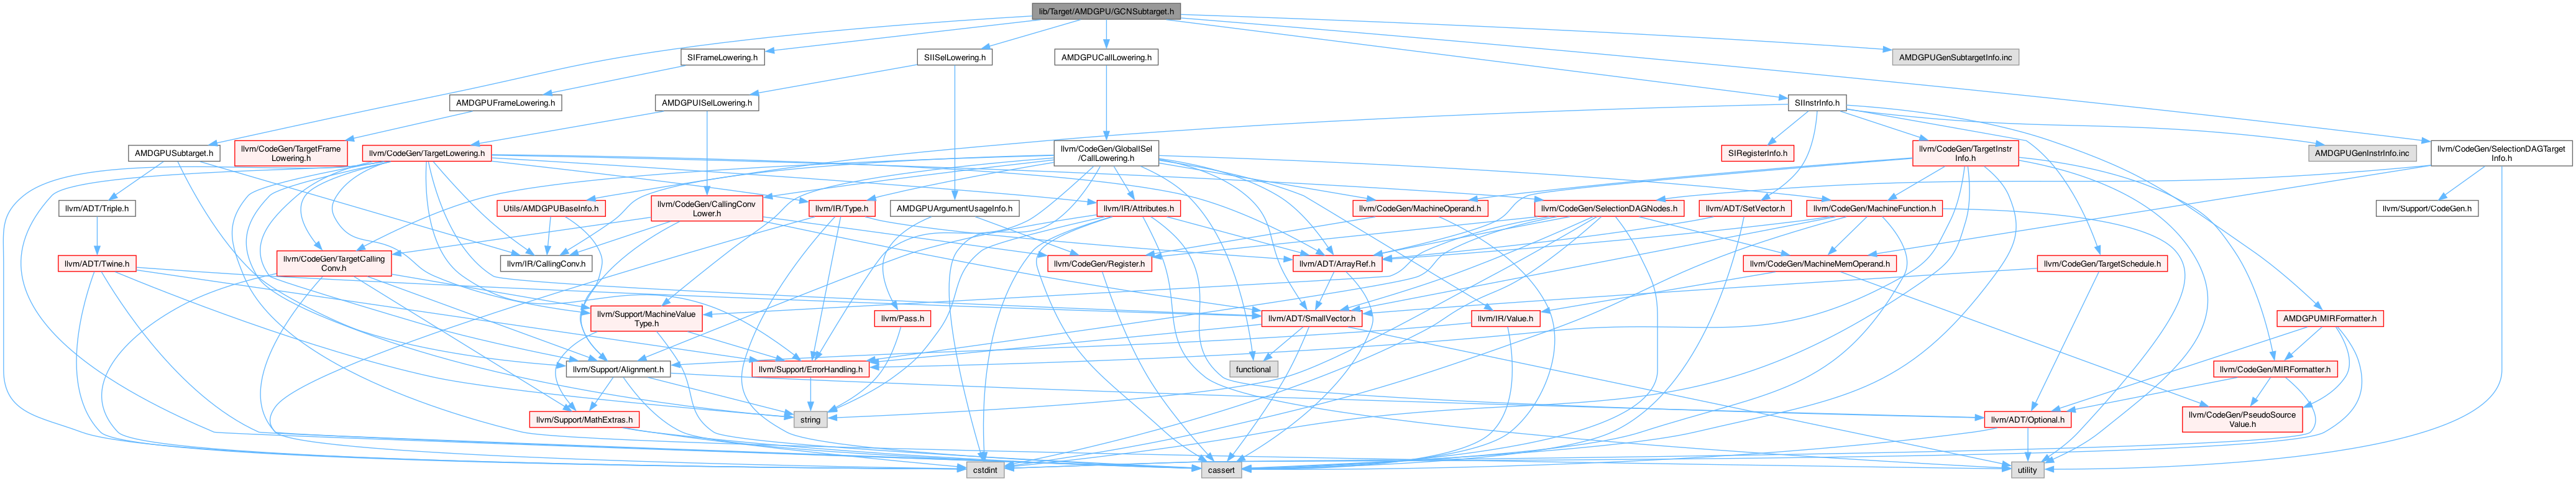 lib/Target/AMDGPU/GCNSubtarget.h
SIFrameLowering.h
SIISelLowering.h
AMDGPUCallLowering.h
AMDGPUGenSubtargetInfo.inc
AMDGPUFrameLowering.h
AMDGPUISelLowering.h
SIInstrInfo.h
AMDGPUSubtarget.h
llvm/CodeGen/TargetFrame
Lowering.h
llvm/CodeGen/TargetLowering.h
llvm/CodeGen/GlobalISel
/CallLowering.h
SIRegisterInfo.h
llvm/CodeGen/TargetInstr
Info.h
AMDGPUGenInstrInfo.inc
llvm/CodeGen/SelectionDAGTarget
Info.h
llvm/ADT/Triple.h
Utils/AMDGPUBaseInfo.h
llvm/CodeGen/CallingConv
Lower.h
llvm/IR/Type.h
AMDGPUArgumentUsageInfo.h
llvm/IR/Attributes.h
llvm/CodeGen/MachineOperand.h
llvm/CodeGen/SelectionDAGNodes.h
llvm/ADT/SetVector.h
llvm/CodeGen/MachineFunction.h
llvm/Support/CodeGen.h
llvm/ADT/Twine.h
llvm/CodeGen/TargetCalling
Conv.h
llvm/IR/CallingConv.h
llvm/CodeGen/Register.h
llvm/ADT/ArrayRef.h
llvm/CodeGen/MachineMemOperand.h
llvm/CodeGen/TargetSchedule.h
llvm/Support/MachineValue
Type.h
llvm/Pass.h
llvm/ADT/SmallVector.h
llvm/IR/Value.h
AMDGPUMIRFormatter.h
llvm/Support/Alignment.h
llvm/Support/ErrorHandling.h
functional
llvm/CodeGen/MIRFormatter.h
llvm/Support/MathExtras.h
string
llvm/ADT/Optional.h
llvm/CodeGen/PseudoSource
Value.h
cstdint
cassert
utility